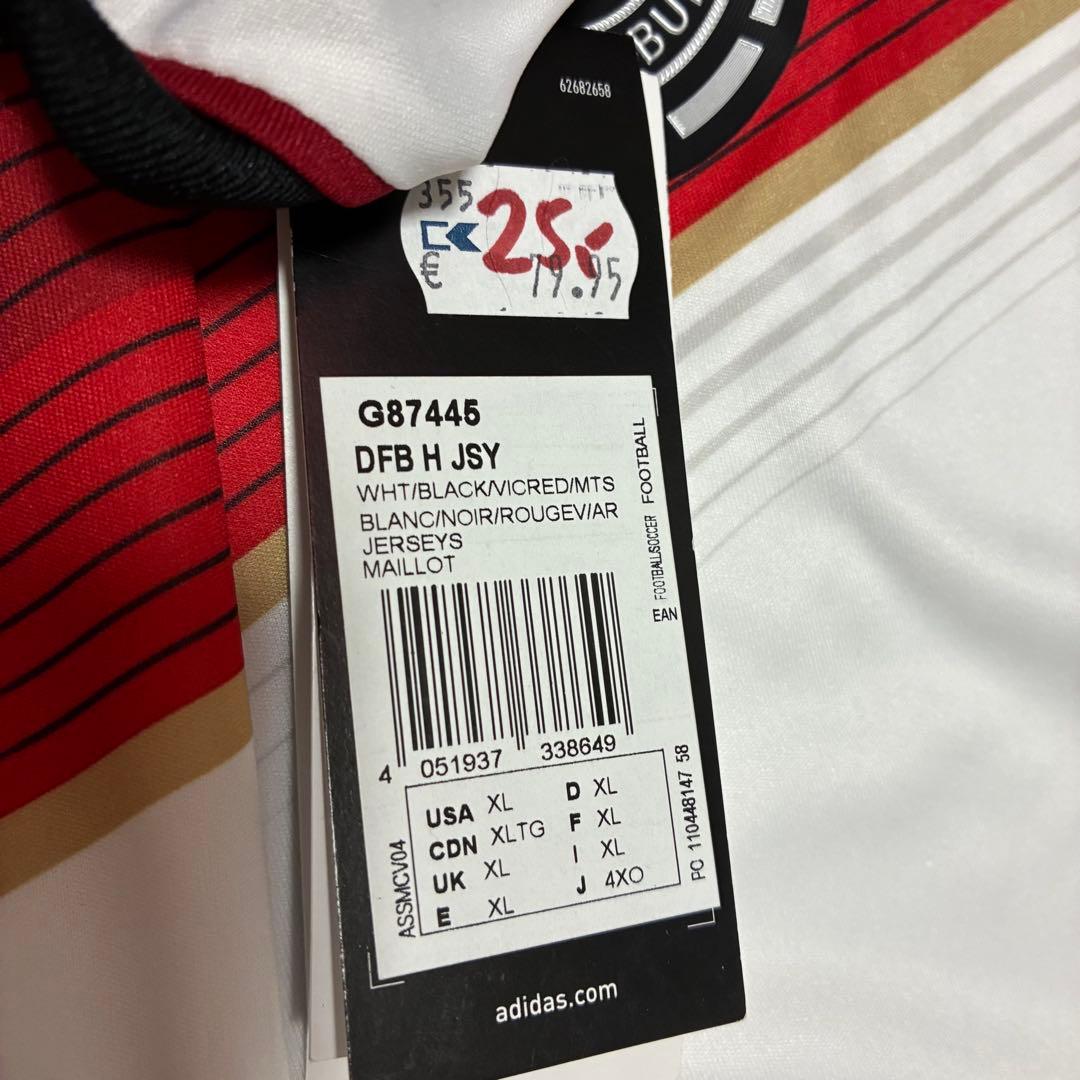 BU
62682658
355
25,-
€ 79.95
G87445
DFB H JSY
WHT/BLACK/VICRED/MTS
BLANC/NOIR/ROUGEV/AR
JERSEYS
MAILLOT
FOOTBALL/SOCCER FOOTBALL
EAN
4 051937 338649
USA XL D XL
CDN XLTG F XL
UK XL I XL
E XL J 4XO
ASSMCV04
PC 110448147 58
adidas.com